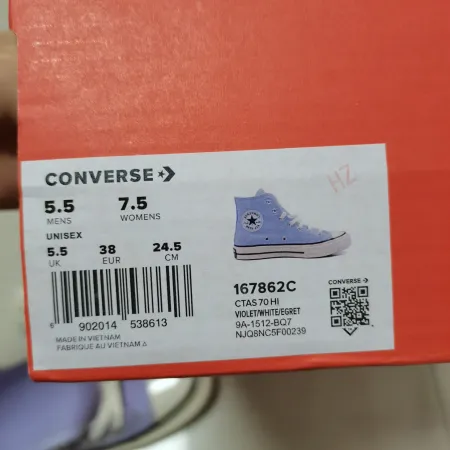 CONVERSE
5.5 7.5
MENS WOMENS
UNISEX
5.5 38 24.5
UK EUR CM
6 902014 538613
MADE IN VIETNAM
FABRIQUE AU VIETNAM
HZ
167862C
CTAS 70 HI
VIOLET/WHITE/EGRET
9A-1512-BQ7
NJQ8NC5F00239
CONVERSE